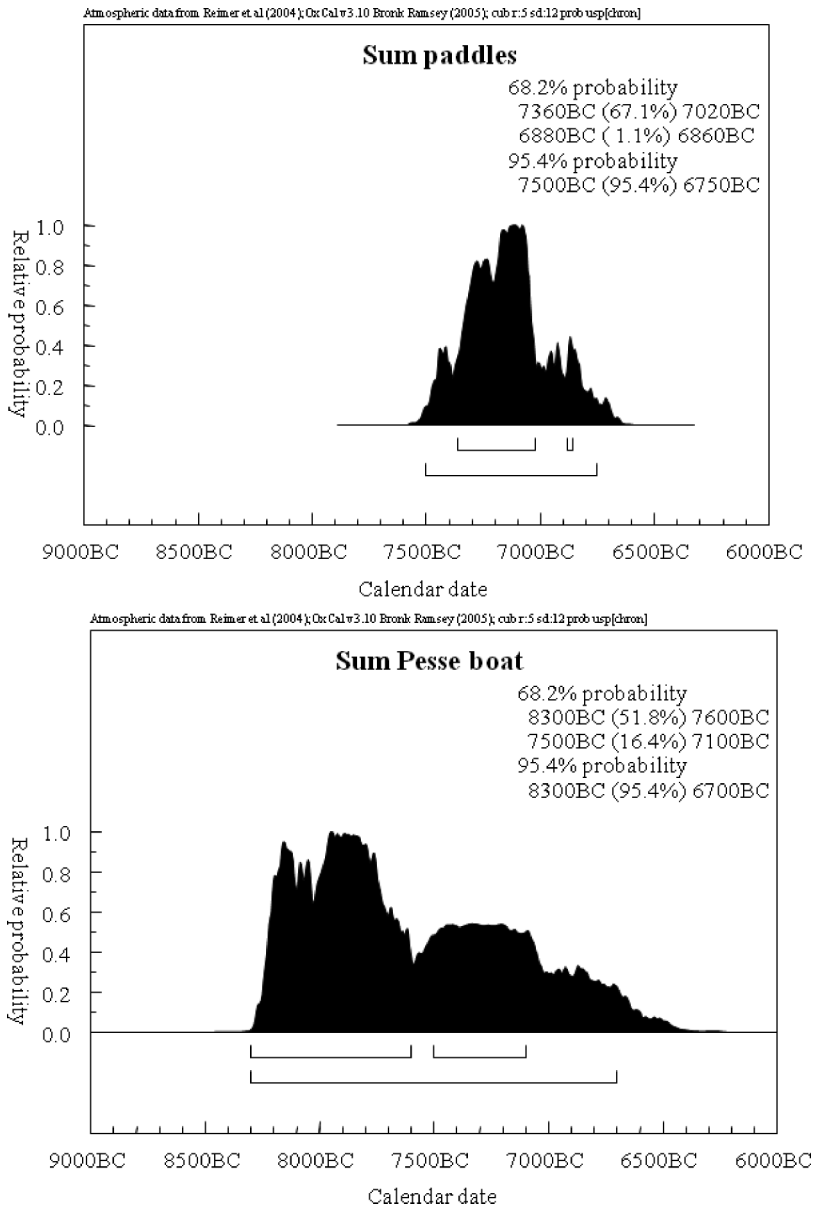 Atmospheric data from Reimer et al (2004); OxCal v3.10 Bronk Ramsey (2005); cub r:5 sd:12 prob usp[chron]
Sum paddles
68.2% probability
7360BC (67.1%) 7020BC
6880BC ( 1.1%) 6860BC
95.4% probability
7500BC (95.4%) 6750BC
Relative probability
1.0
0.8
0.6
0.4
0.2
0.0
9000BC 8500BC 8000BC 7500BC 7000BC 6500BC 6000BC
Calendar date
Atmospheric data from Reimer et al (2004); OxCal v3.10 Bronk Ramsey (2005); cub r:5 sd:12 prob usp[chron]
Sum Pesse boat
68.2% probability
8300BC (51.8%) 7600BC
7500BC (16.4%) 7100BC
95.4% probability
8300BC (95.4%) 6700BC
Relative probability
1.0
0.8
0.6
0.4
0.2
0.0
9000BC 8500BC 8000BC 7500BC 7000BC 6500BC 6000BC
Calendar date